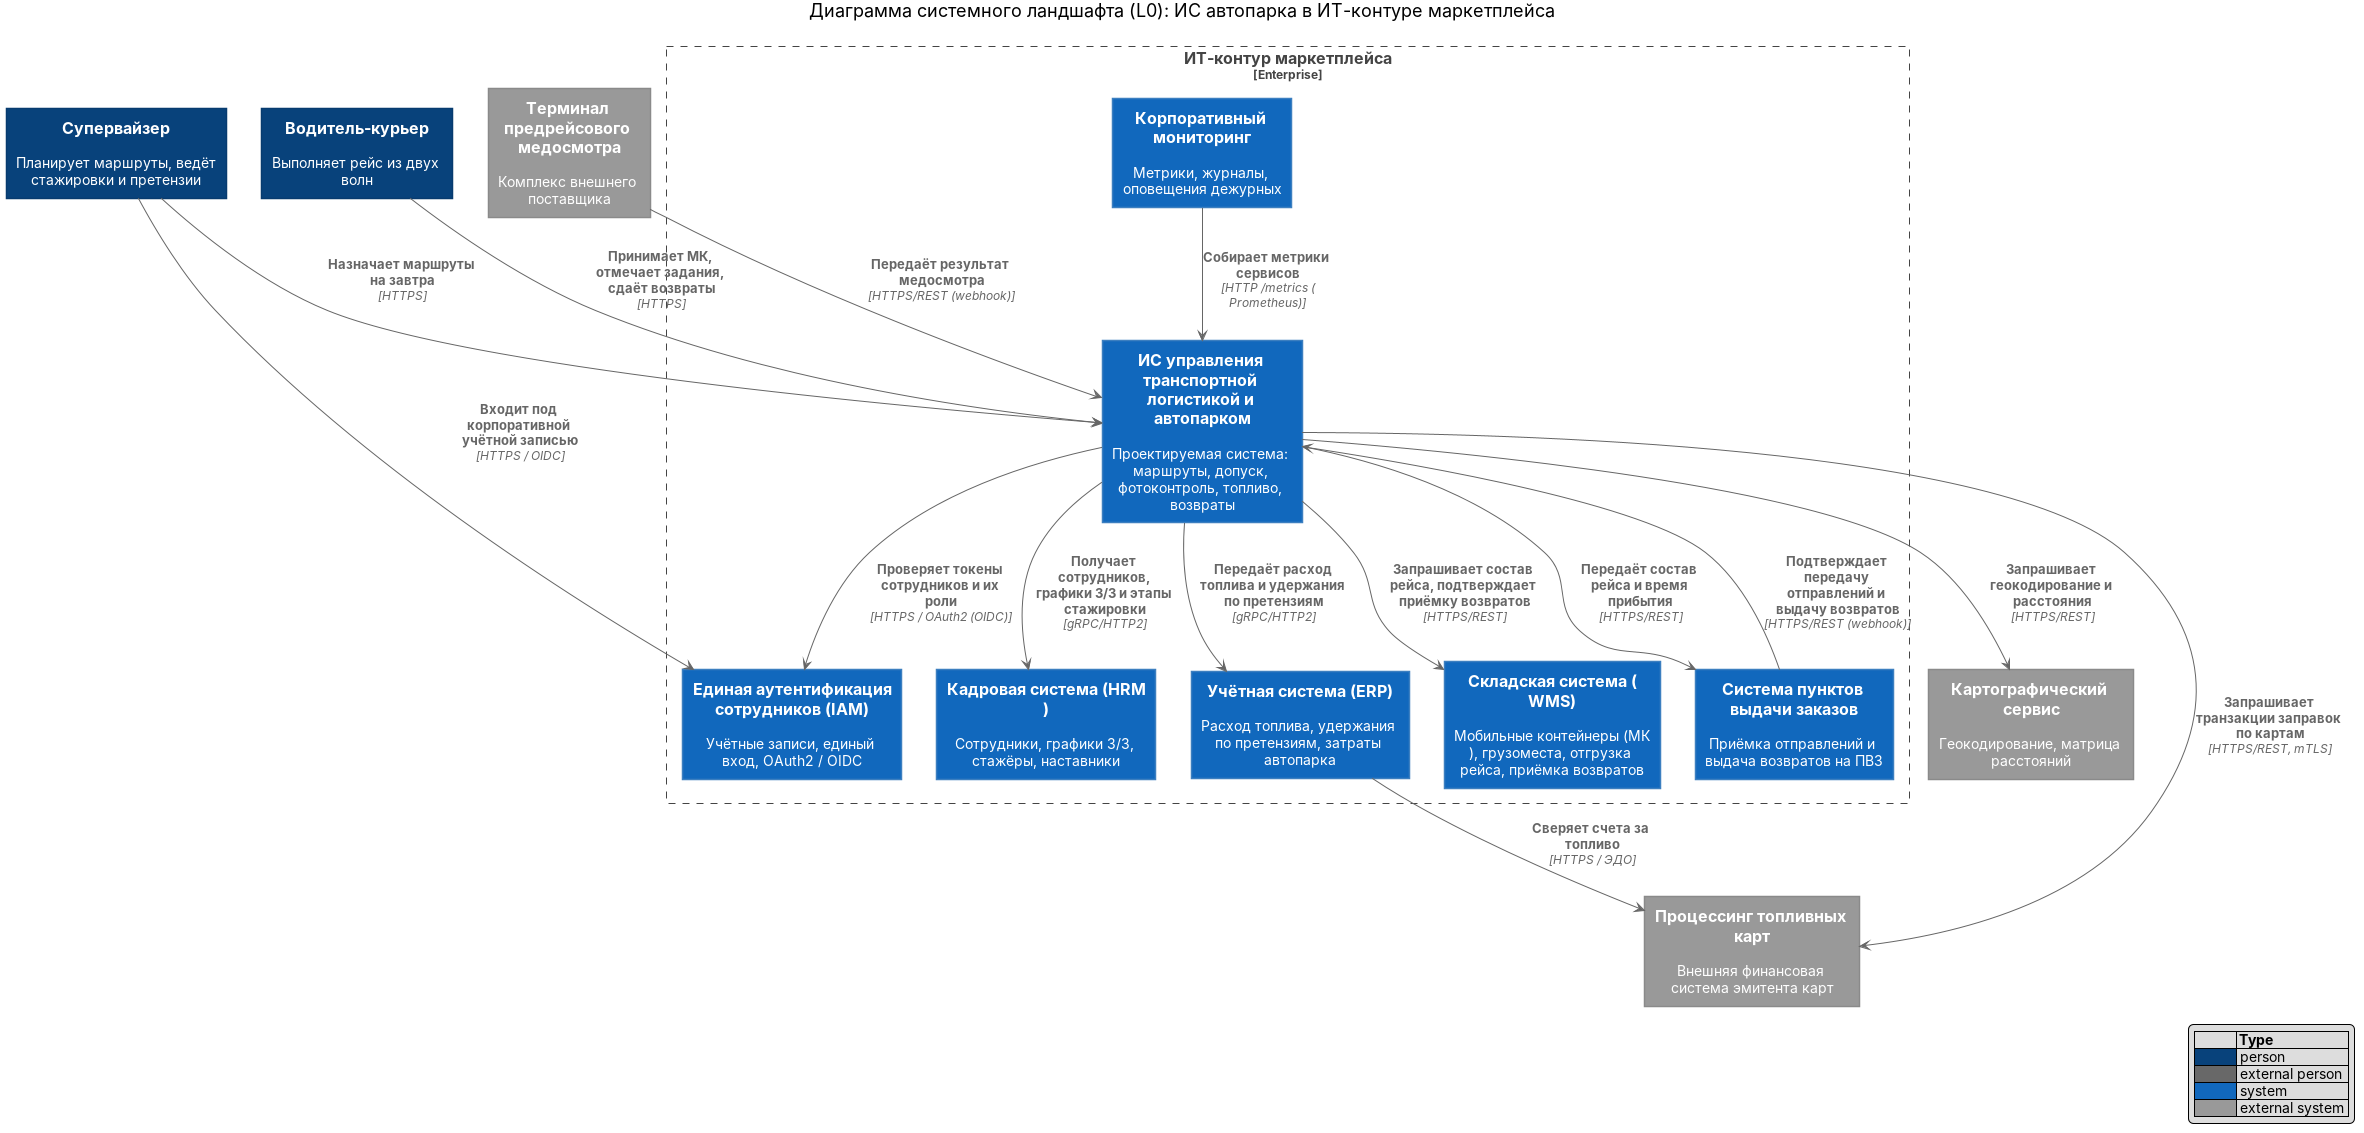 Диаграмма системного ландшафта (L0): ИС автопарка в ИТ-контуре маркетплейса
ИТ-контур маркетплейса
[Enterprise]
Супервайзер
Планирует маршруты, ведёт
стажировки и претензии
Водитель-курьер
Выполняет рейс из двух
волн
Терминал
предрейсового
медосмотра
Комплекс внешнего
поставщика
Корпоративный
мониторинг
Метрики, журналы,
оповещения дежурных
Назначает маршруты
на завтра
[HTTPS]
Принимает МК,
отмечает задания,
сдаёт возвраты
[HTTPS]
Передаёт результат
медосмотра
[HTTPS/REST (webhook)]
Собирает метрики
сервисов
[HTTP /metrics (
Prometheus)]
Входит под
корпоративной
учётной записью
[HTTPS / OIDC]
ИС управления
транспортной
логистикой и
автопарком
Проектируемая система:
маршруты, допуск,
фотоконтроль, топливо,
возвраты
Проверяет токены
сотрудников и их
роли
[HTTPS / OAuth2 (OIDC)]
Получает
сотрудников,
графики 3/3 и этапы
стажировки
[gRPC/HTTP2]
Передаёт расход
топлива и удержания
по претензиям
[gRPC/HTTP2]
Запрашивает состав
рейса, подтверждает
приёмку возвратов
[HTTPS/REST]
Передаёт состав
рейса и время
прибытия
[HTTPS/REST]
Подтверждает
передачу
отправлений и
выдачу возвратов
[HTTPS/REST (webhook)]
Запрашивает
геокодирование и
расстояния
[HTTPS/REST]
Единая аутентификация
сотрудников (IAM)
Учётные записи, единый
вход, OAuth2 / OIDC
Кадровая система (HRM
)
Сотрудники, графики 3/3,
стажёры, наставники
Учётная система (ERP)
Расход топлива, удержания
по претензиям, затраты
автопарка
Складская система (
WMS)
Мобильные контейнеры (МК
), грузоместа, отгрузка
рейса, приёмка возвратов
Система пунктов
выдачи заказов
Приёмка отправлений и
выдача возвратов на ПВЗ
Картографический
сервис
Геокодирование, матрица
расстояний
Запрашивает
транзакции заправок
по картам
[HTTPS/REST, mTLS]
Сверяет счета за
топливо
[HTTPS / ЭДО]
Процессинг топливных
карт
Внешняя финансовая
система эмитента карт
Type
person
external person
system
external system